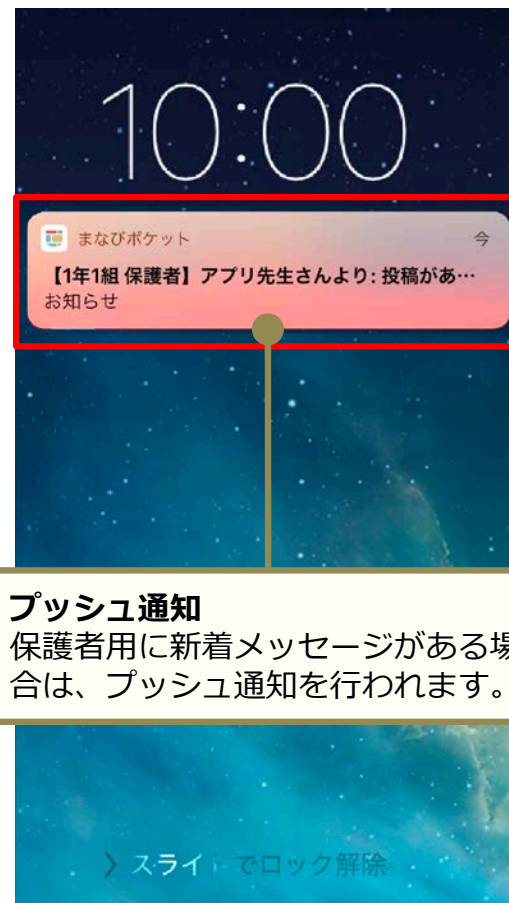 10:00
まなびポケット 今
【1年1組 保護者】アプリ先生さんより: 投稿があ…
お知らせ
プッシュ通知
保護者用に新着メッセージがある場
合は、プッシュ通知を行われます。
> スライドでロック解除